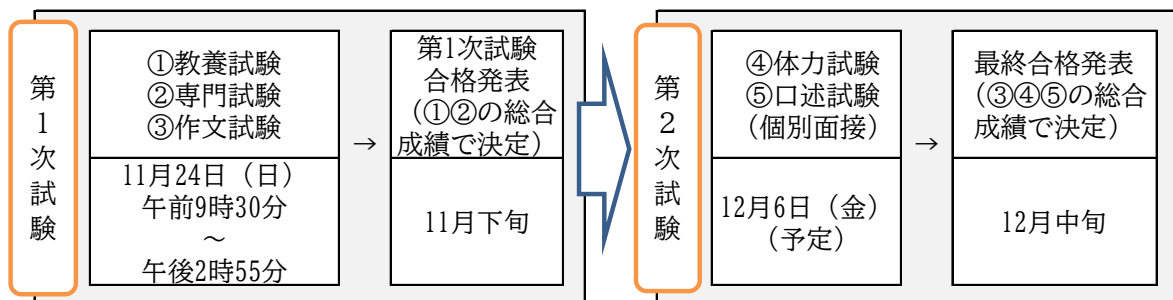 第1次試験
①教養試験
②専門試験
③作文試験
11月24日（日）
午前9時30分
～
午後2時55分
→
第1次試験
合格発表
（①②の総合
成績で決定）
11月下旬
第2次試験
④体力試験
⑤口述試験
（個別面接）
12月6日（金）
（予定）
→
最終合格発表
（③④⑤の総合
成績で決定）
12月中旬